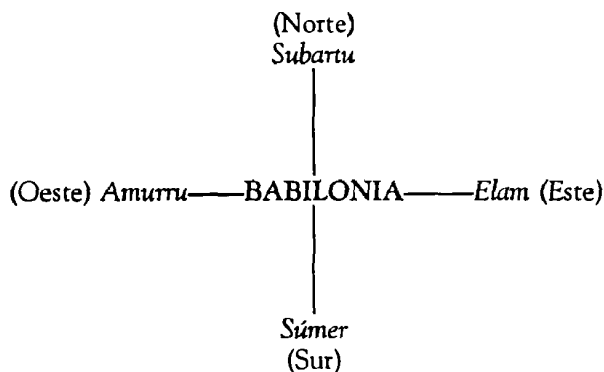 (Norte)
Subartu
(Oeste) Amurru BABILONIA Elam (Este)
Súmer
(Sur)